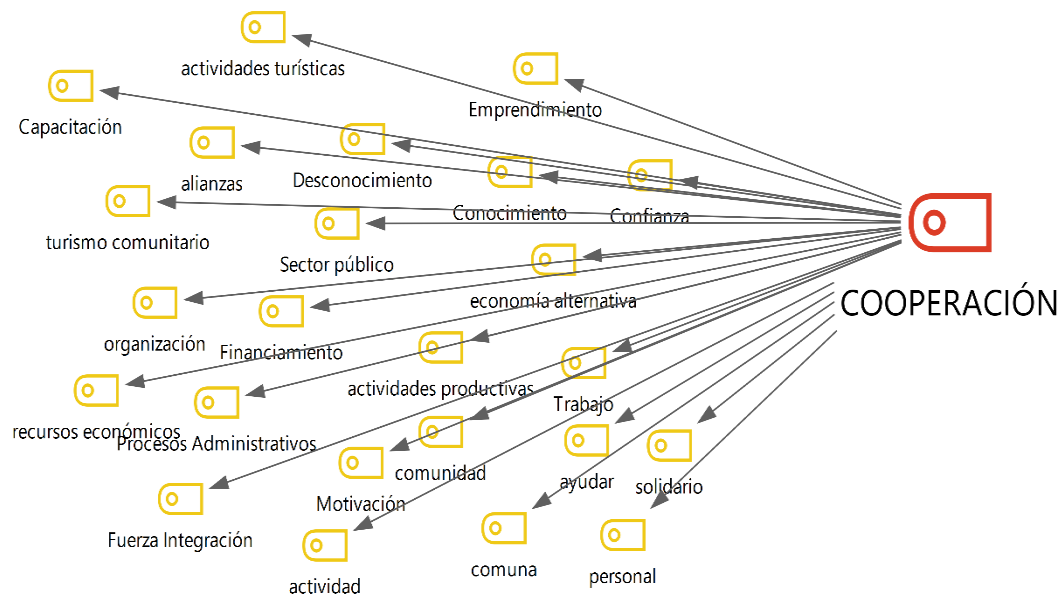 actividades turísticas
Emprendimiento
Capacitación
alianzas
Desconocimiento
Conocimiento
Confianza
turismo comunitario
Sector público
economía alternativa
COOPERACIÓN
organización
Financiamiento
actividades productivas
Trabajo
recursos económicos
Procesos Administrativos
comunidad
Motivación
ayudar
solidario
Fuerza Integración
actividad
comuna
personal